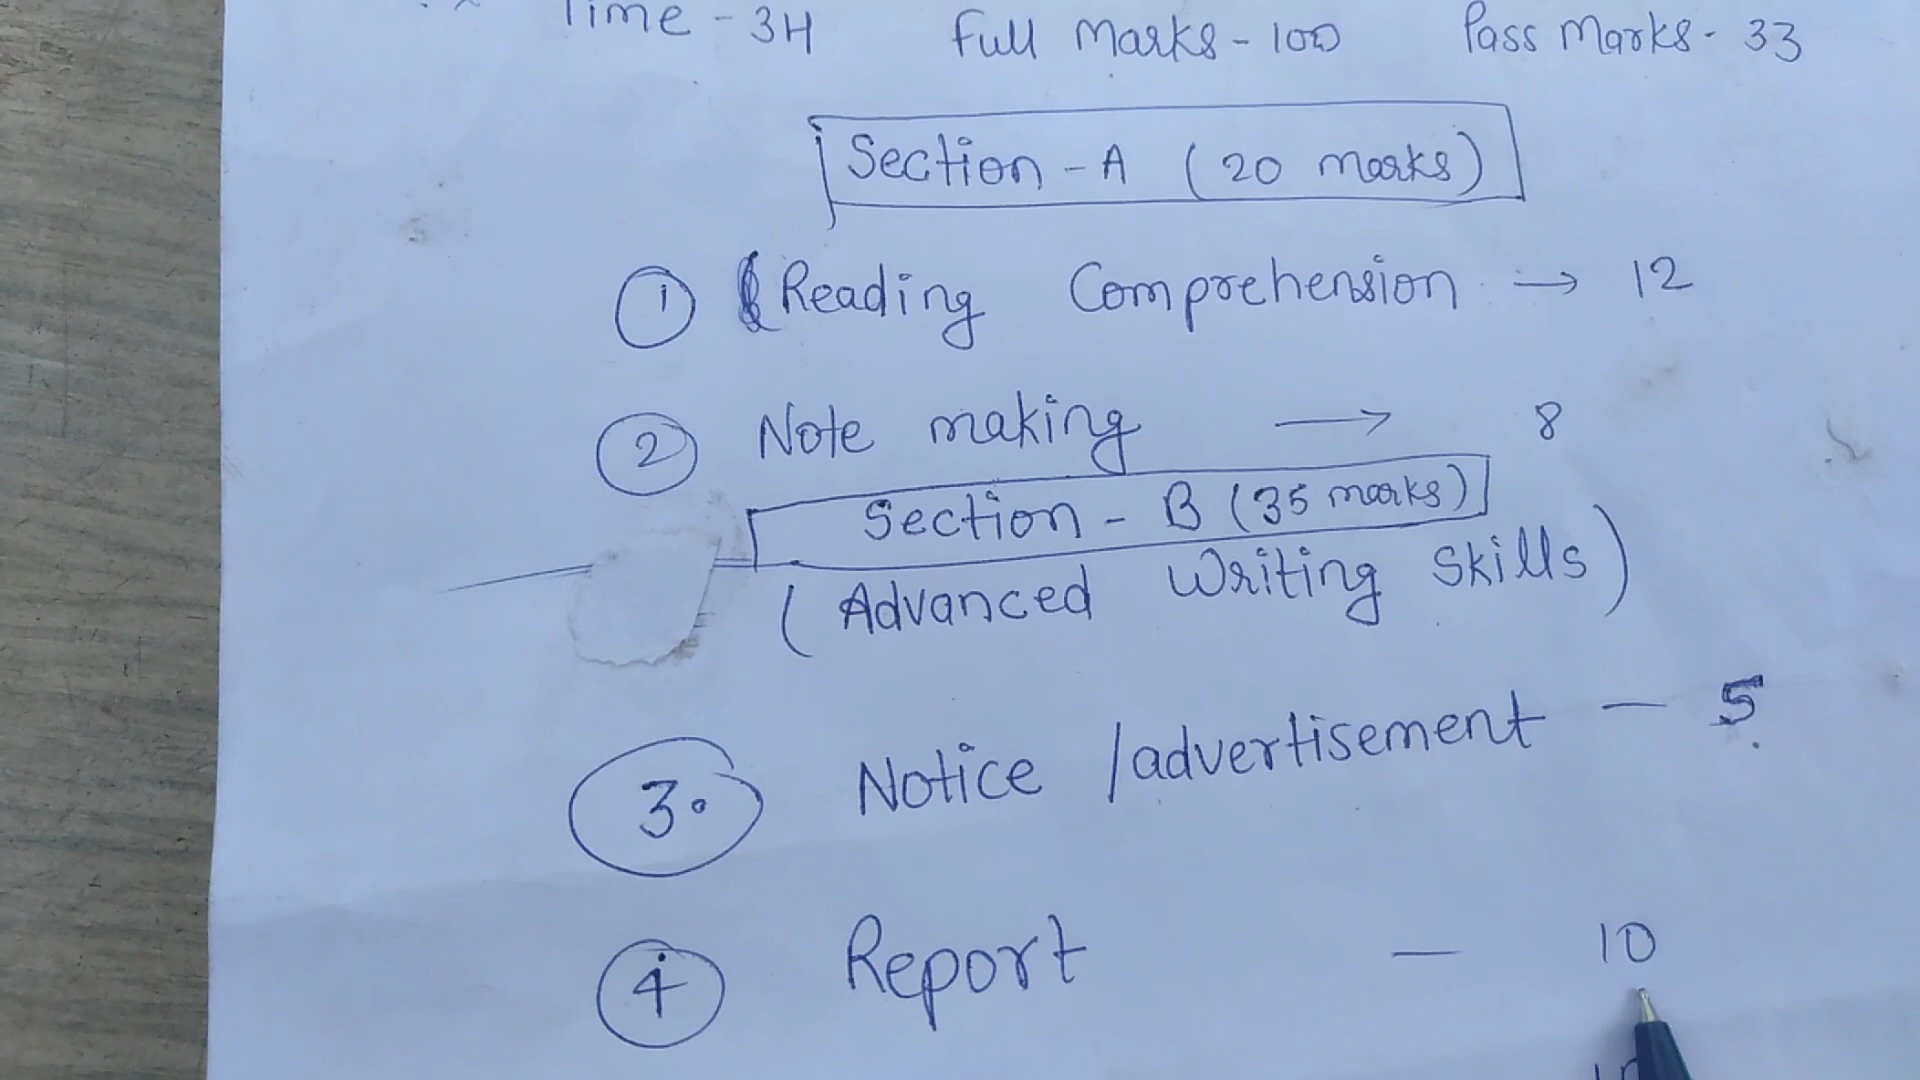 Time - 3H Full Marks - 100 Pass Marks - 33
Section - A (20 marks)
1 Reading Comprehension → 12
2 Note making → 8
Section - B (35 marks)
(Advanced Writing Skills)
3. Notice /advertisement - 5
4 Report - 10